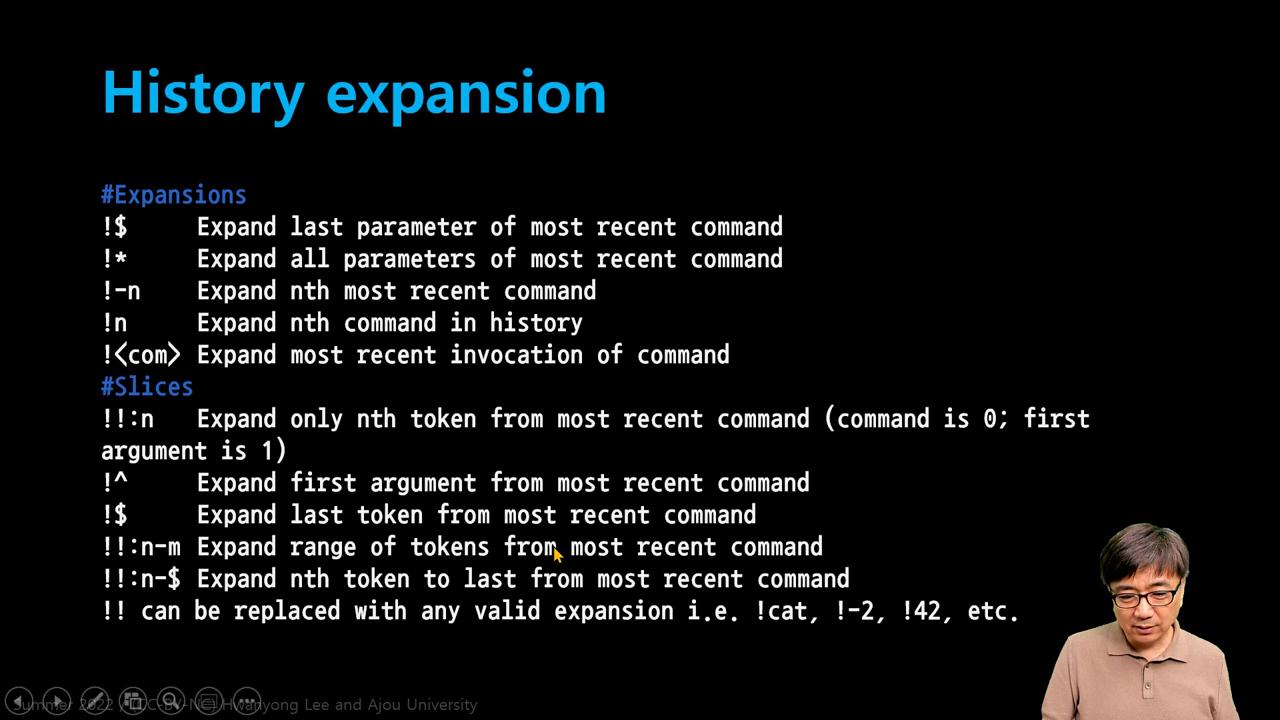 History expansion
#Expansions
!$ Expand last parameter of most recent command
!* Expand all parameters of most recent command
!-n Expand nth most recent command
!n Expand nth command in history
!<com> Expand most recent invocation of command
#Slices
!!:n Expand only nth token from most recent command (command is 0; first
argument is 1)
!^ Expand first argument from most recent command
!$ Expand last token from most recent command
!!:n-m Expand range of tokens from most recent command
!!:n-$ Expand nth token to last from most recent command
!! can be replaced with any valid expansion i.e. !cat, !-2, !42, etc.
Summer 2022 Hwanyong Lee and Ajou University